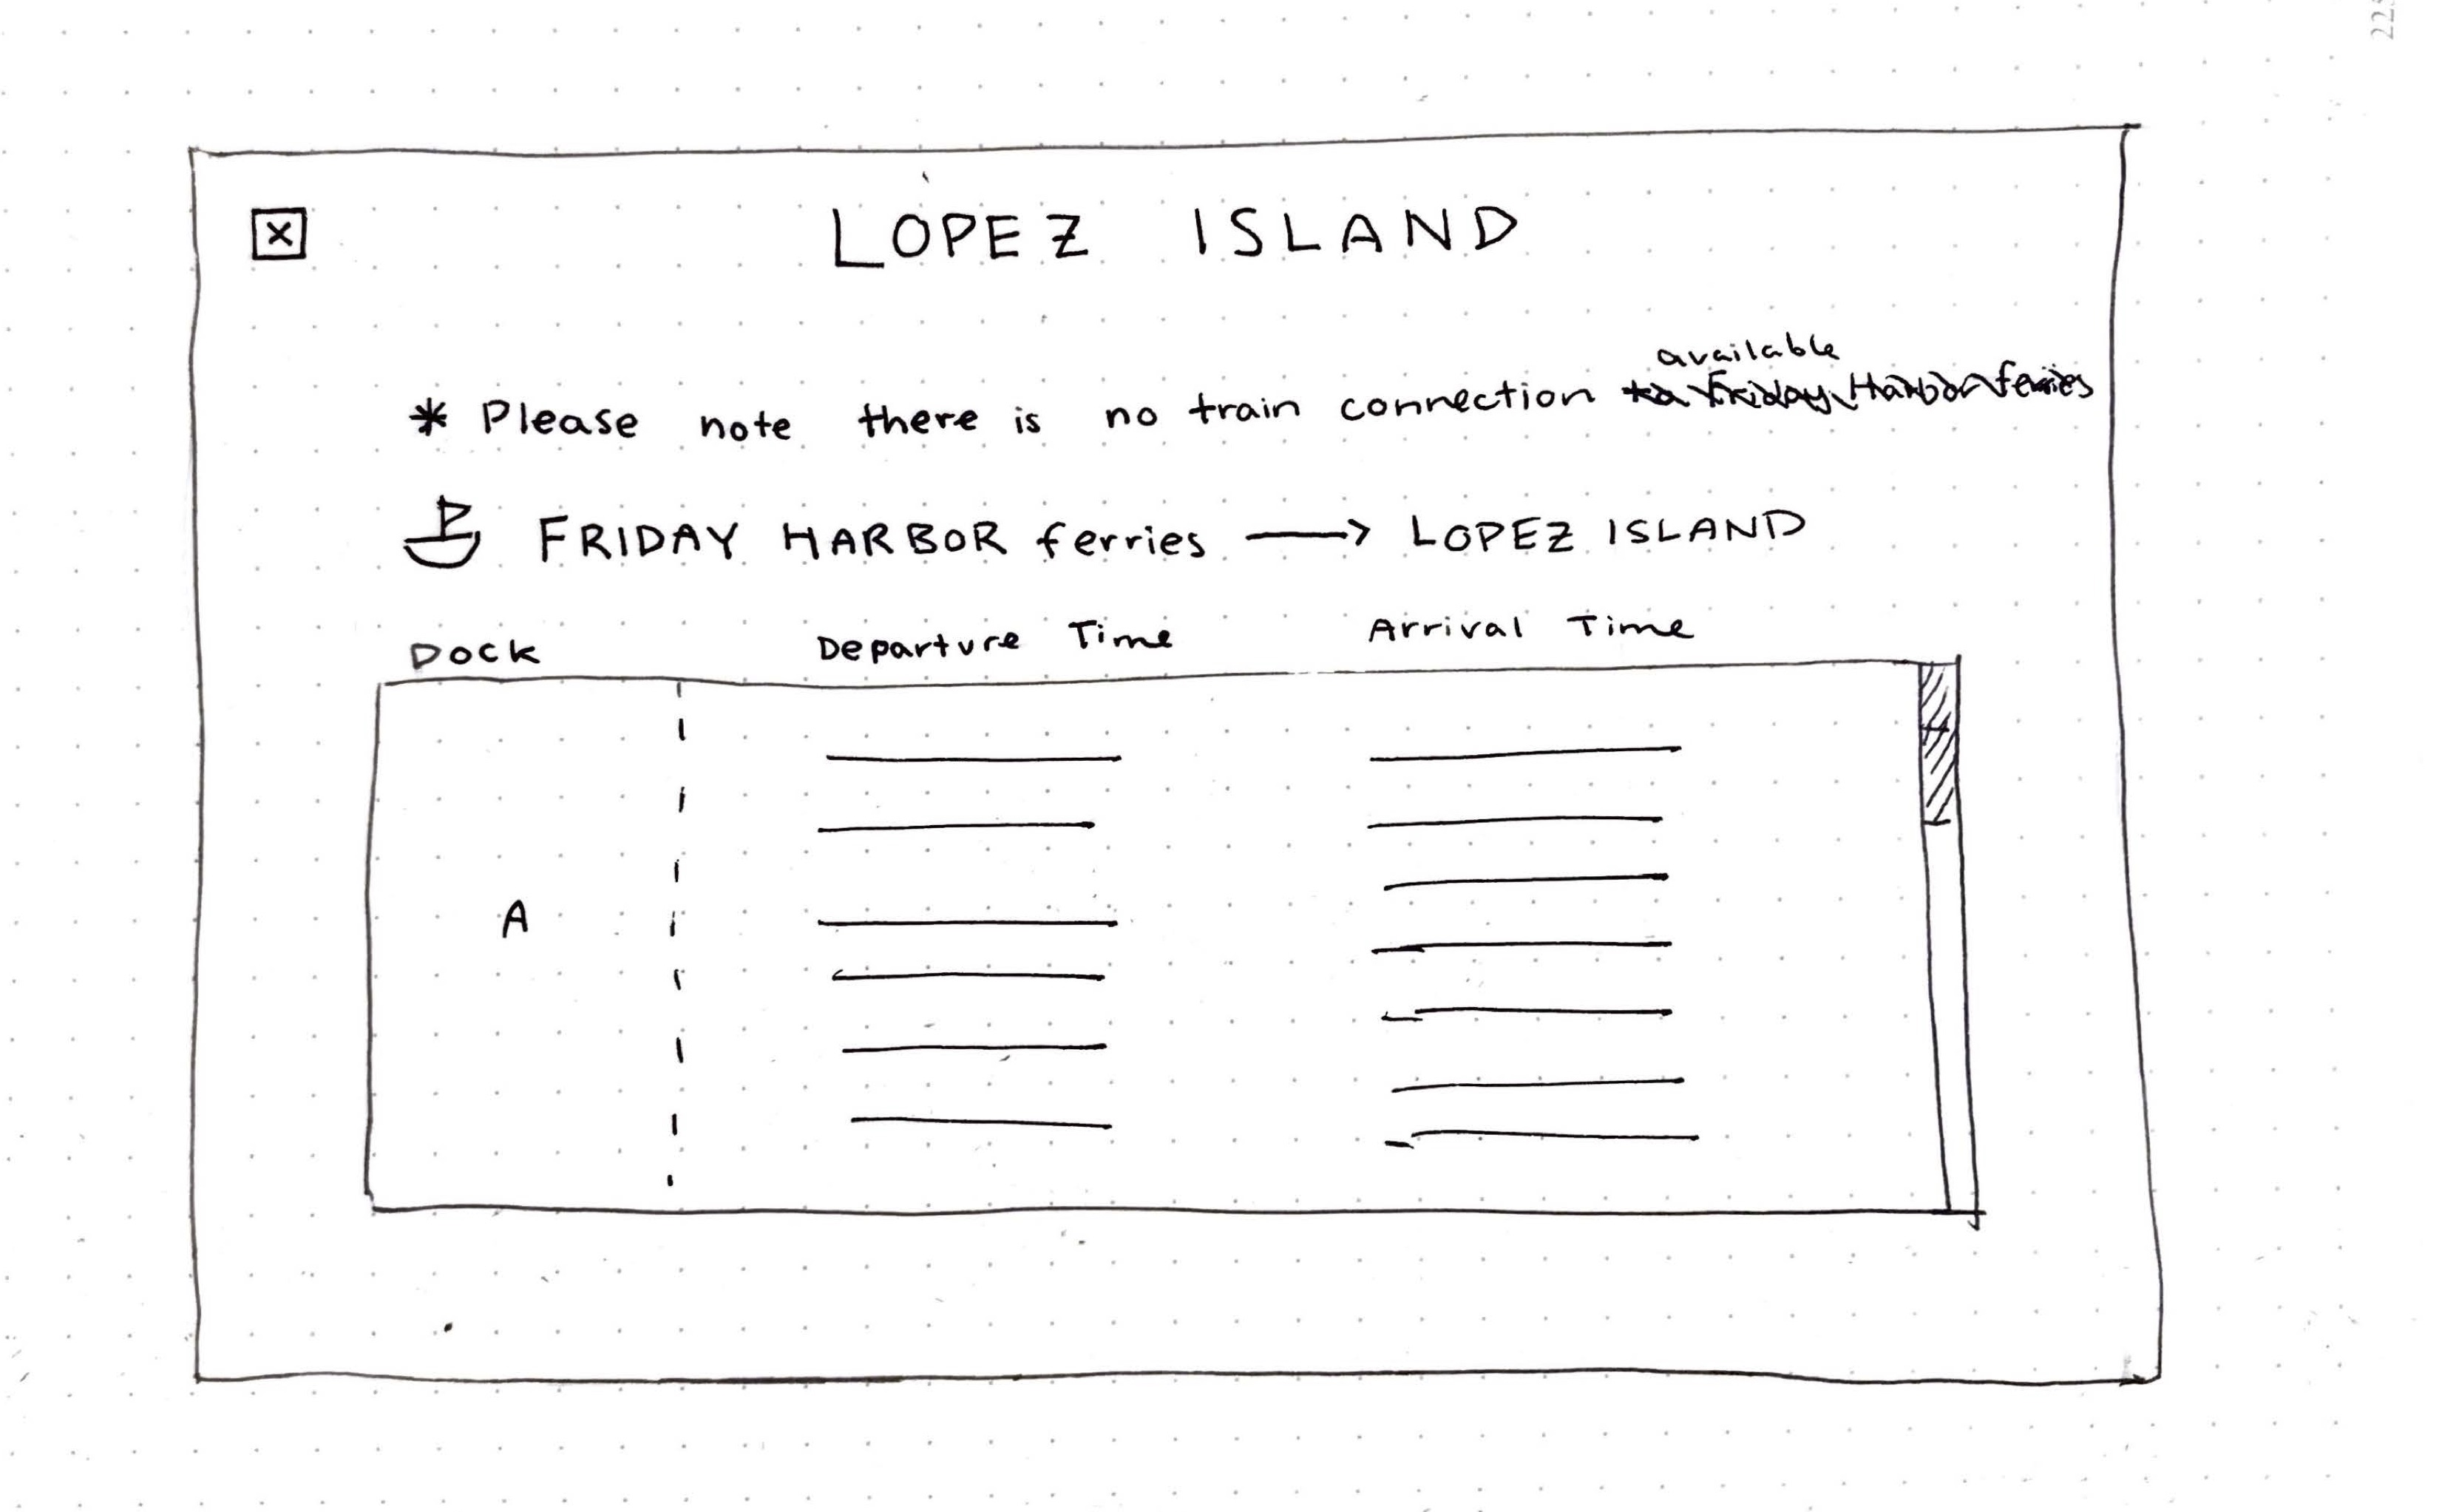 225
x
LOPEZ ISLAND
available
* Please note there is no train connection to Friday Harbor ferries
FRIDAY HARBOR ferries → LOPEZ ISLAND
Dock Departure Time Arrival Time
A